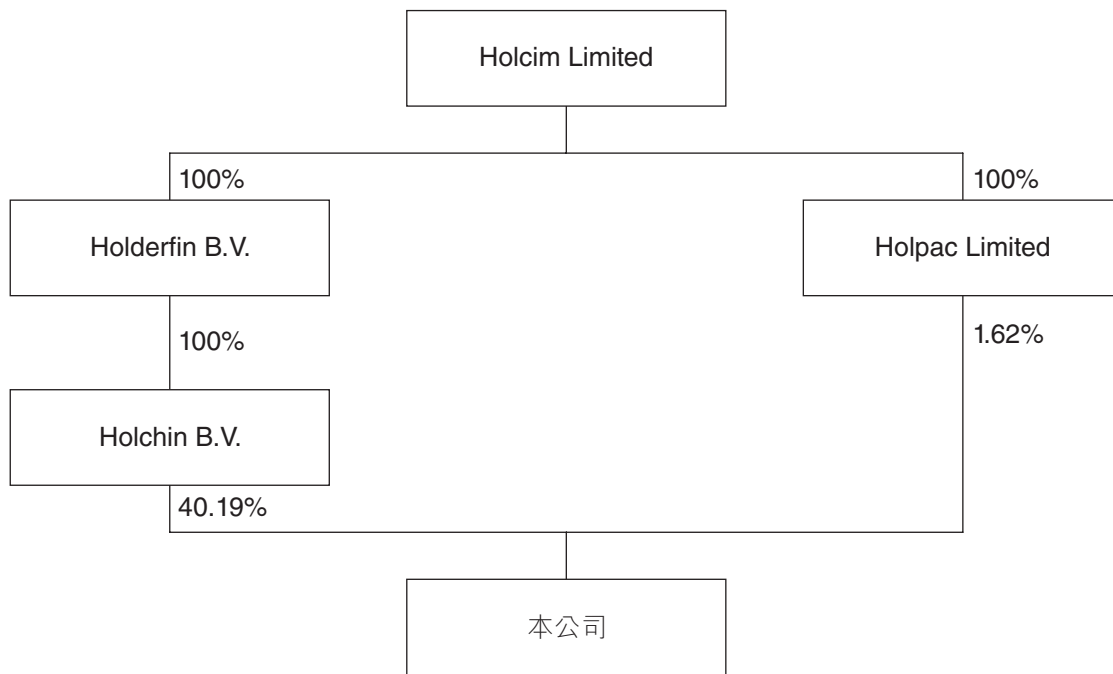 Holcim Limited
100%
100%
Holderfin B.V.
Holpac Limited
100%
1.62%
Holchin B.V.
40.19%
本公司